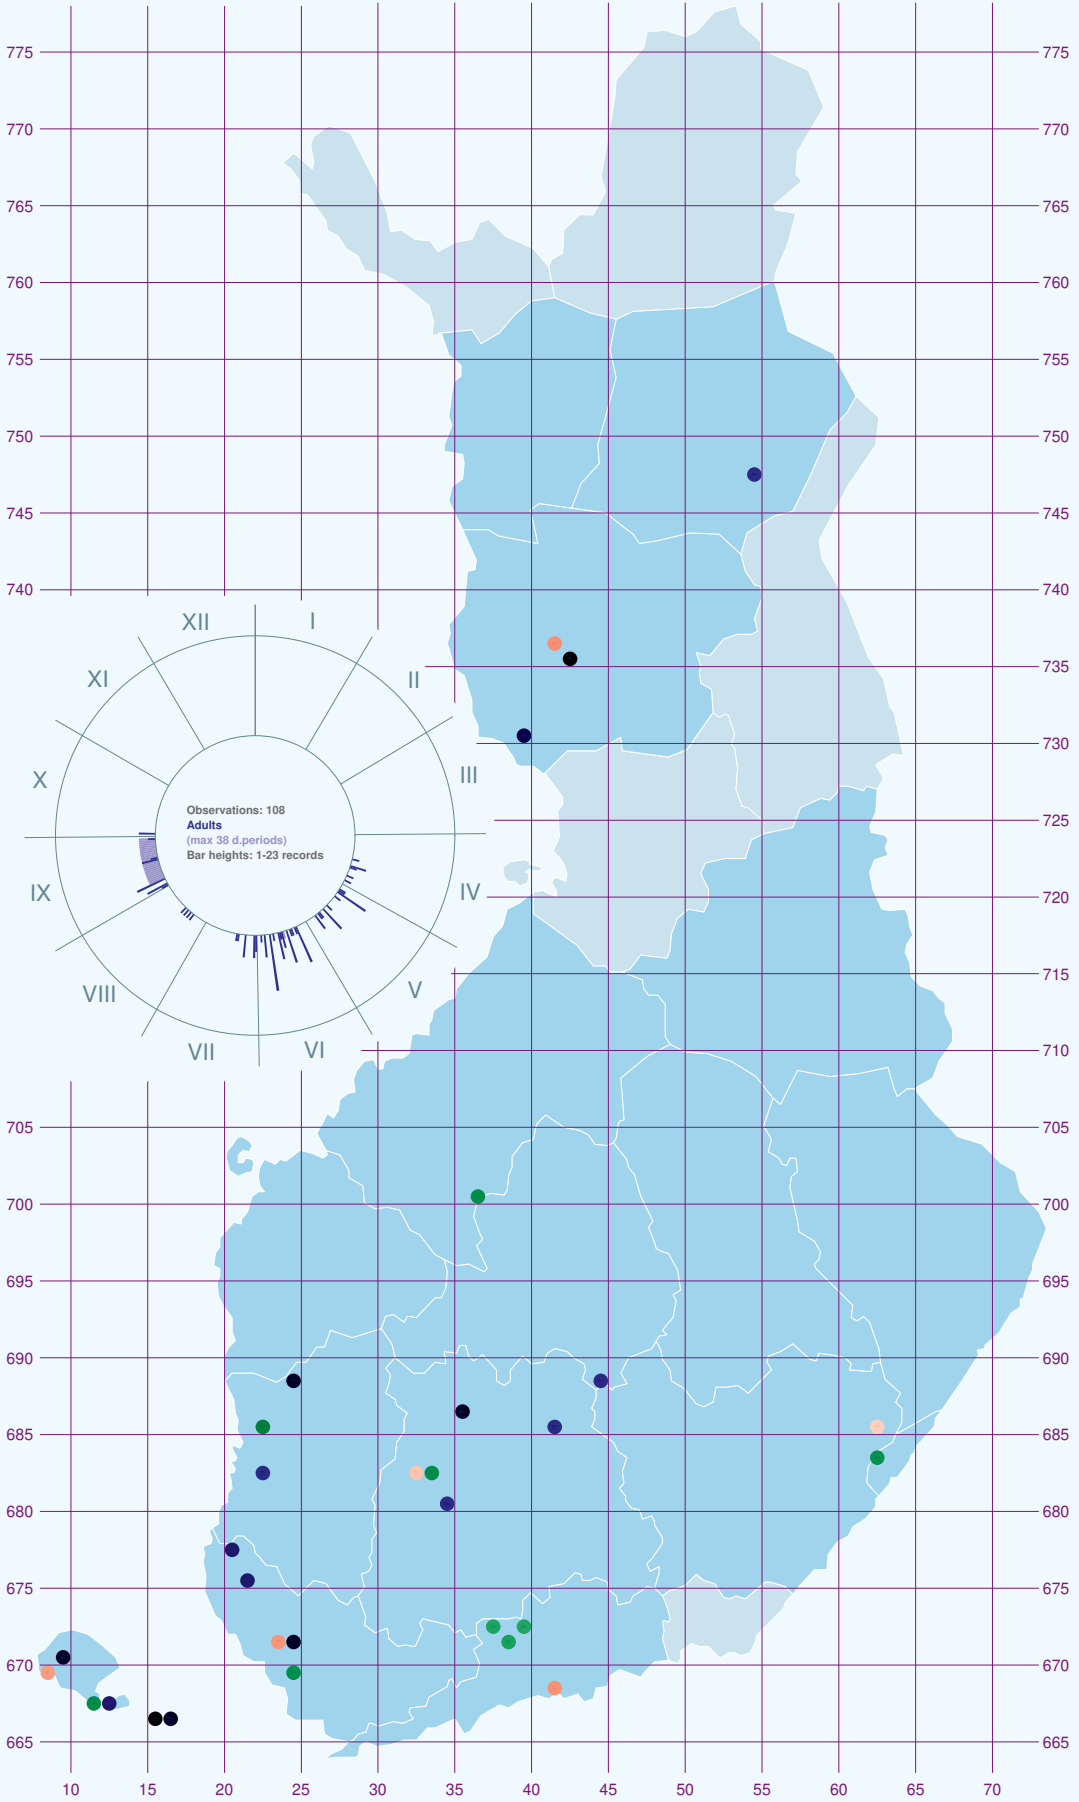 775 775
770 770
765 765
760 760
755 755
750 750
745 745
740 740
XII I
XI II
735
730
X III
Observations: 108
Adults
(max 38 d.periods)
Bar heights: 1-23 records
725
IX IV
720
VIII V
715
VII VI
710
705 705
700 700
695 695
690 690
685 685
680 680
675 675
670 670
665 665
10 15 20 25 30 35 40 45 50 55 60 65 70